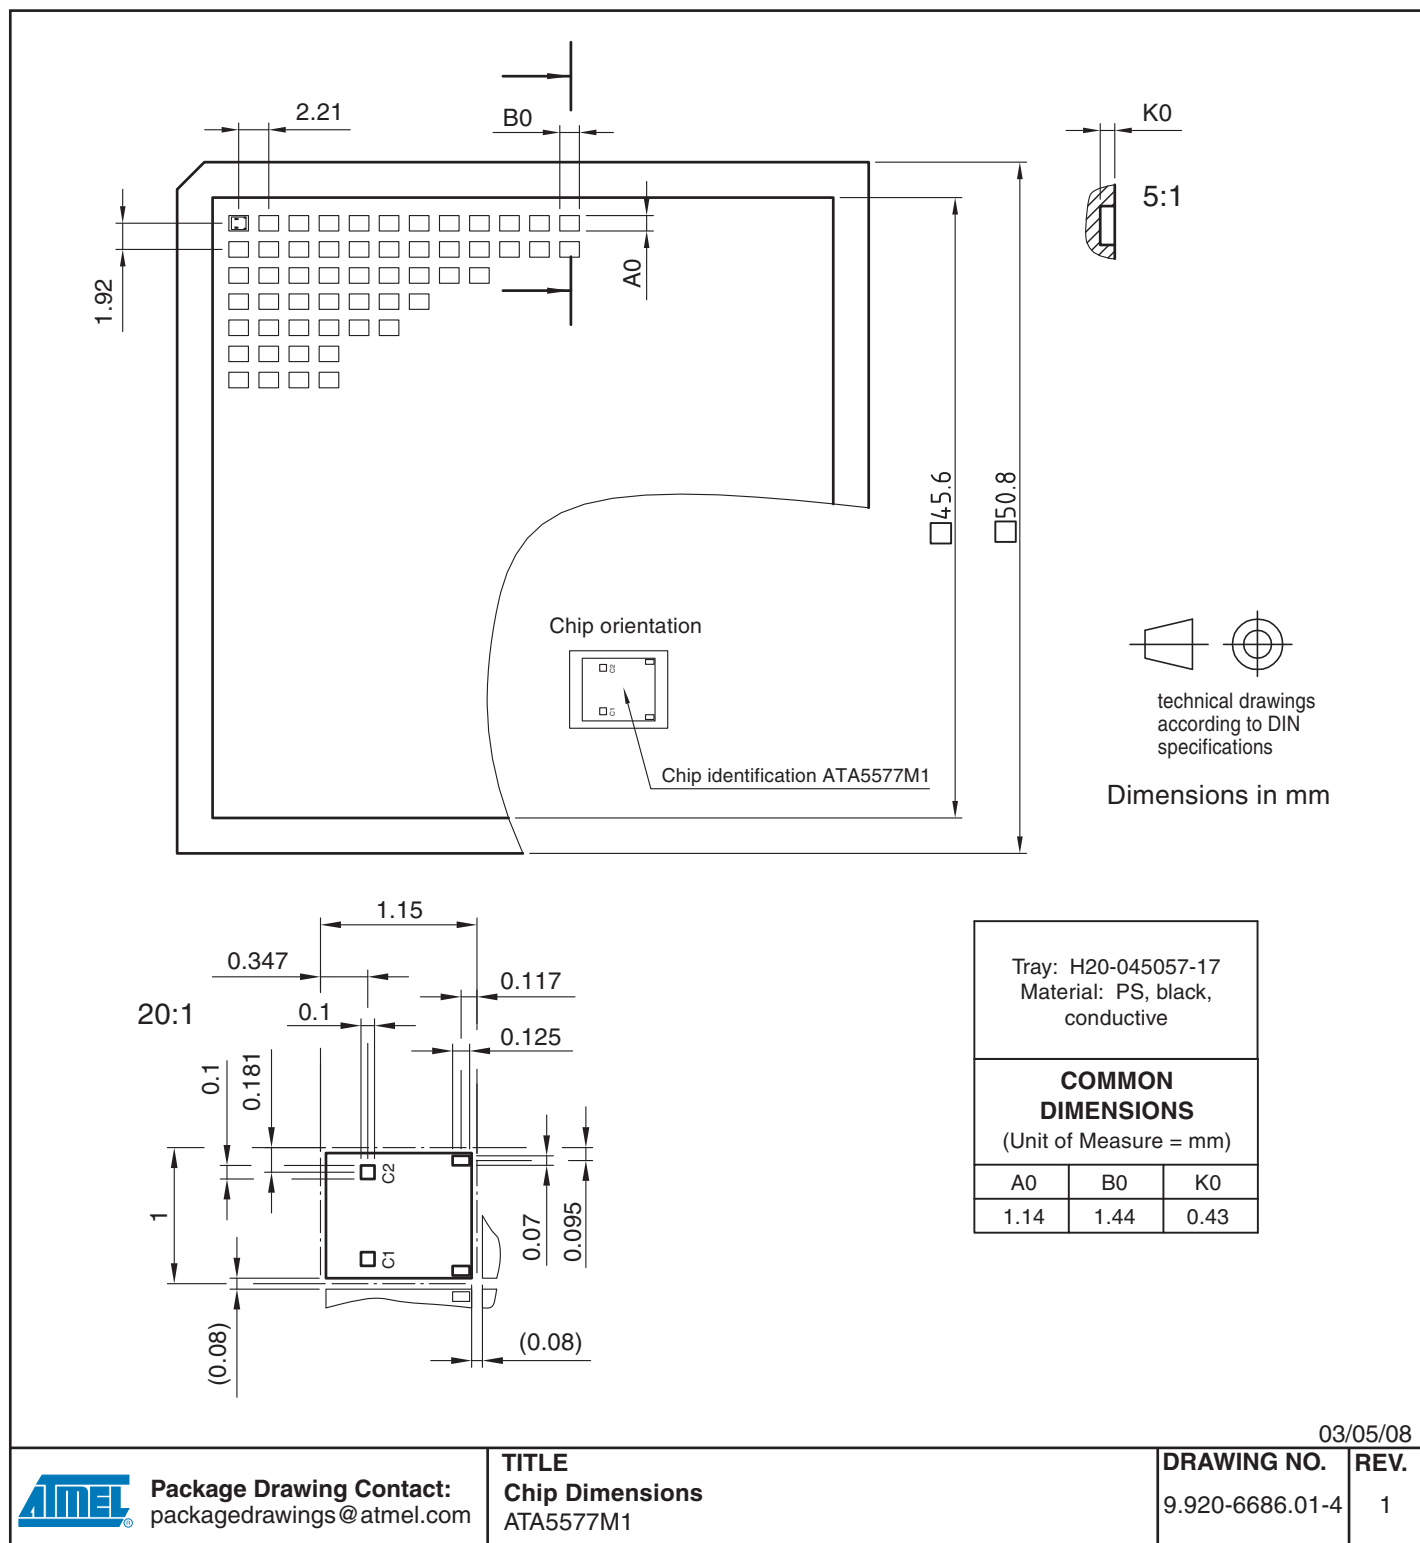 2.21
B0
K0
5:1
1.92
A0
□45.6
□50.8
Chip orientation
C2
C1
Chip identification ATA5577M1
technical drawings
according to DIN
specifications
Dimensions in mm
1.15
0.347
0.117
20:1
0.1
0.125
0.1
0.181
C2
C1
1
0.07
0.095
(0.08)
(0.08)
Tray: H20-045057-17
Material: PS, black,
conductive
COMMON
DIMENSIONS
(Unit of Measure = mm)
A0 B0 K0
1.14 1.44 0.43
03/05/08
ATMEL ®
Package Drawing Contact:
packagedrawings@atmel.com
TITLE
Chip Dimensions
ATA5577M1
DRAWING NO.
9.920-6686.01-4
REV.
1